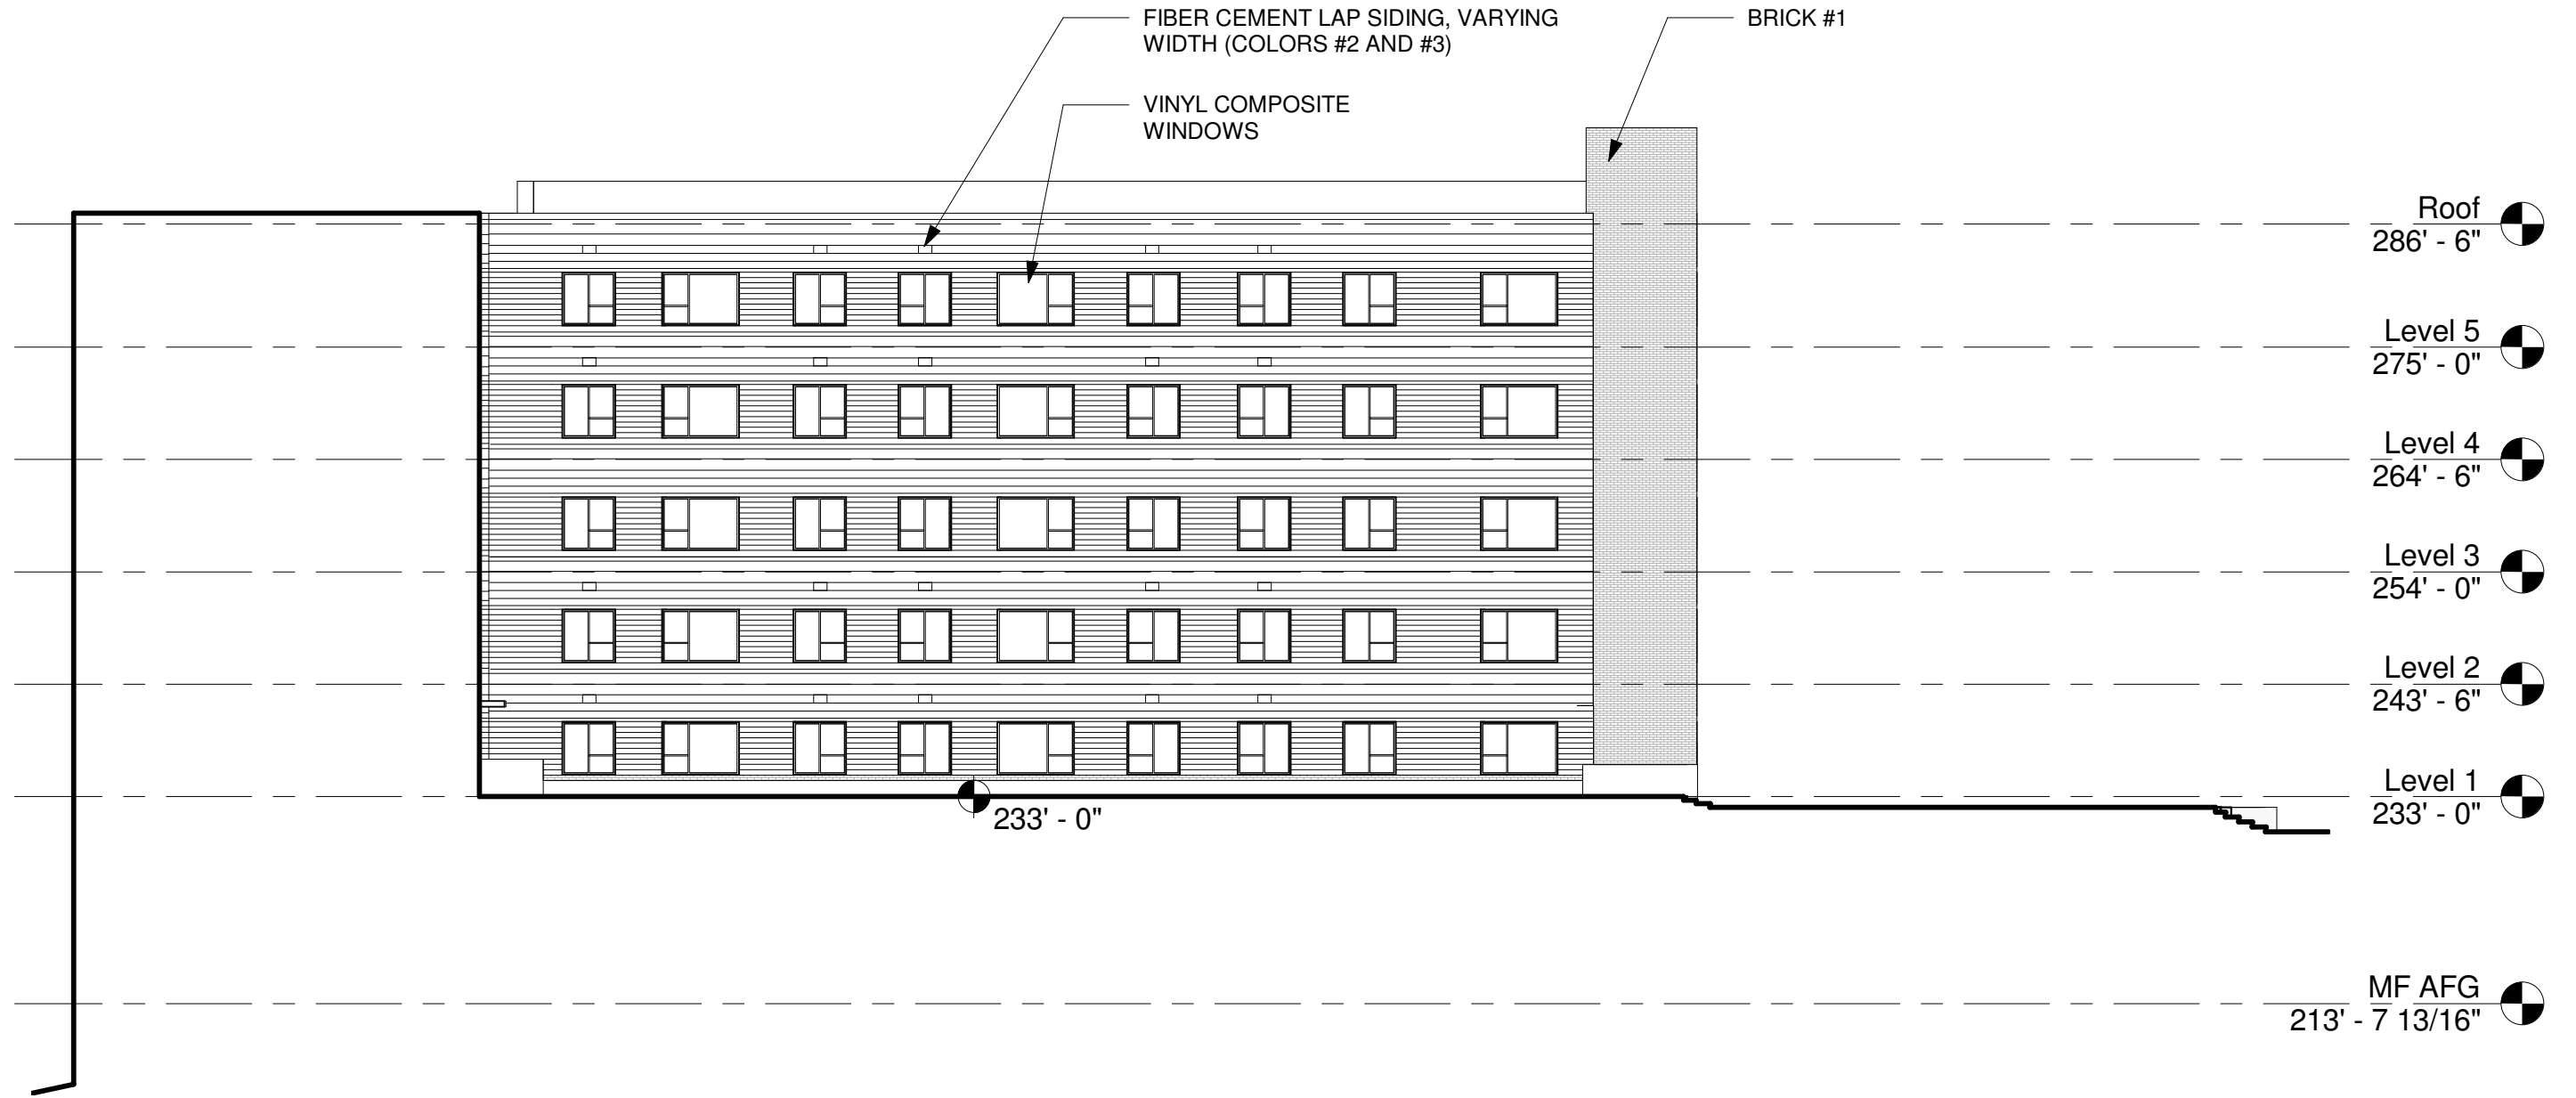 FIBER CEMENT LAP SIDING, VARYING
WIDTH (COLORS #2 AND #3)
BRICK #1
VINYL COMPOSITE
WINDOWS
Roof
286' - 6"
Level 5
275' - 0"
Level 4
264' - 6"
Level 3
254' - 0"
Level 2
243' - 6"
Level 1
233' - 0"
233' - 0"
MF AFG
213' - 7 13/16"